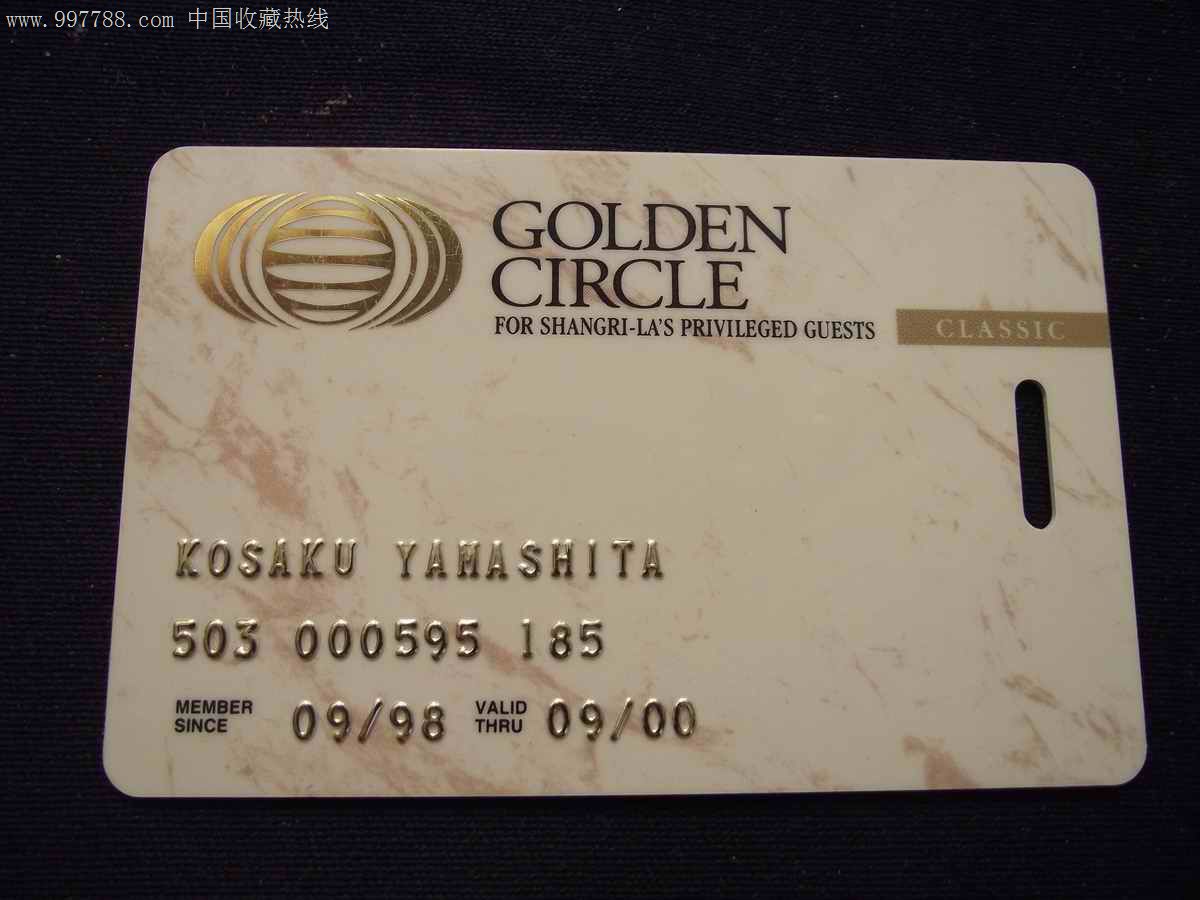 www.997788.com 中国收藏热线
GOLDEN
CIRCLE
FOR SHANGRI-LA'S PRIVILEGED GUESTS
CLASSIC
KOSAKU YAMASHITA
503 000595 185
MEMBER SINCE 09/98 VALID THRU 09/00